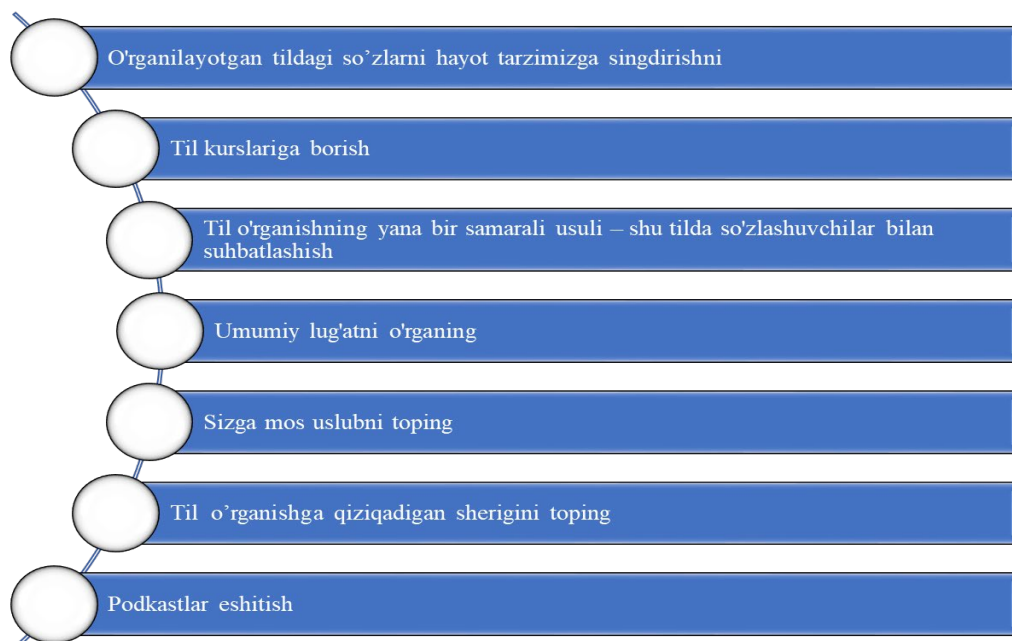 O'rganilayotgan tildagi so’zlarni hayot tarzimizga singdirishni
Til kurslariga borish
Til o'rganishning yana bir samarali usuli – shu tilda so'zlashuvchilar bilan
suhbatlashish
Umumiy lug'atni o'rganing
Sizga mos uslubni toping
Til o’rganishga qiziqadigan sherigini toping
Podkastlar eshitish